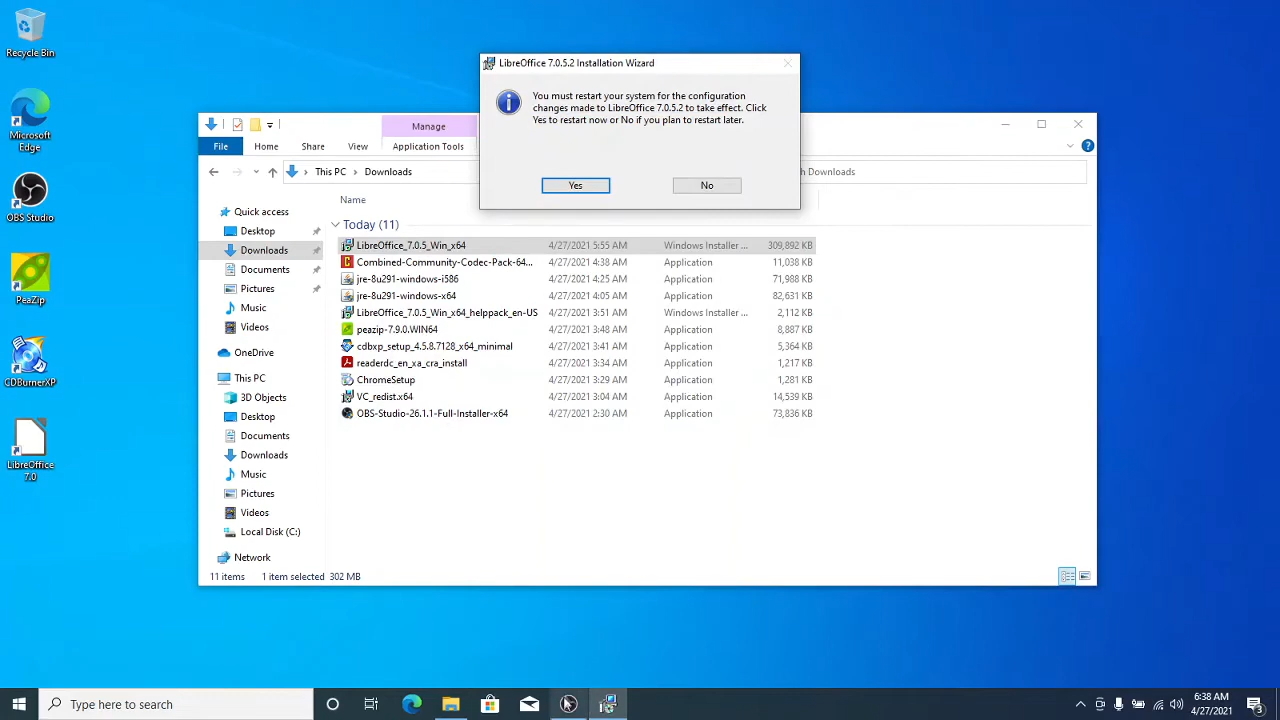 Recycle Bin
Microsoft
Edge
OBS Studio
PeaZip
CDBurnerXP
LibreOffice
7.0
LibreOffice 7.0.5.2 Installation Wizard
You must restart your system for the configuration
changes made to LibreOffice 7.0.5.2 to take effect. Click
Yes to restart now or No if you plan to restart later.
Yes
No
Manage
File
Home
Share
View
Application Tools
This PC
Downloads
h Downloads
Name
Quick access
Desktop
Downloads
Documents
Pictures
Music
Videos
OneDrive
This PC
3D Objects
Desktop
Documents
Downloads
Music
Pictures
Videos
Local Disk (C:)
Network
Today (11)
LibreOffice_7.0.5_Win_x64 4/27/2021 5:55 AM Windows Installer ... 309,892 KB
Combined-Community-Codec-Pack-64... 4/27/2021 4:38 AM Application 11,038 KB
jre-8u291-windows-i586 4/27/2021 4:25 AM Application 71,988 KB
jre-8u291-windows-x64 4/27/2021 4:05 AM Application 82,631 KB
LibreOffice_7.0.5_Win_x64_helppack_en-US 4/27/2021 3:51 AM Windows Installer ... 2,112 KB
peazip-7.9.0.WIN64 4/27/2021 3:48 AM Application 8,887 KB
cdbxp_setup_4.5.8.7128_x64_minimal 4/27/2021 3:41 AM Application 5,364 KB
readerdc_en_xa_cra_install 4/27/2021 3:34 AM Application 1,217 KB
ChromeSetup 4/27/2021 3:29 AM Application 1,281 KB
VC_redist.x64 4/27/2021 3:04 AM Application 14,539 KB
OBS-Studio-26.1.1-Full-Installer-x64 4/27/2021 2:30 AM Application 73,836 KB
11 items 1 item selected 302 MB
Type here to search
6:38 AM
4/27/2021
3